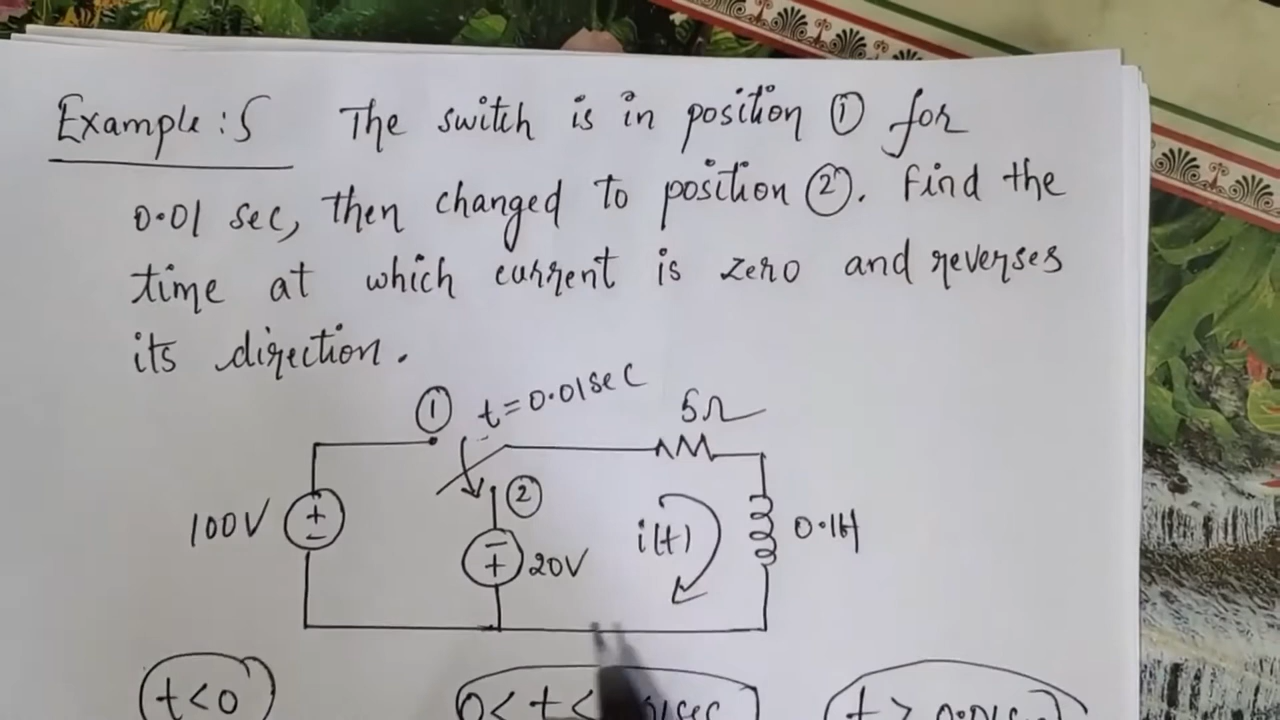 Example: 5 The switch is in position ① for
0.01 sec, then changed to position ②. Find the
time at which current is zero and reverses
its direction.
① t=0.01sec 5Ω
100V + - ② - + 20V i(t) 0.1H
t<0 0< t<